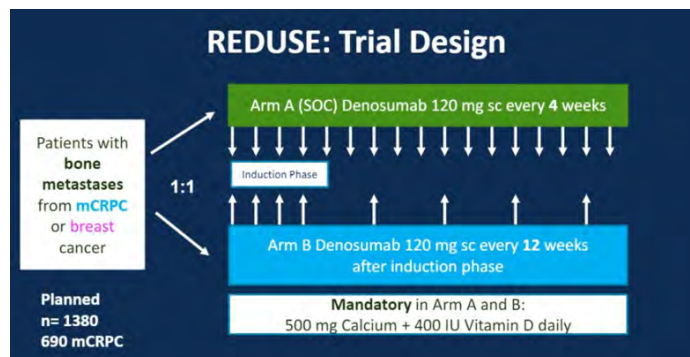 REDUSE: Trial Design
Arm A (SOC) Denosumab 120 mg sc every 4 weeks
Patients with
bone
metastases
from mCRPC
or breast
cancer
1:1
Induction Phase
Arm B Denosumab 120 mg sc every 12 weeks
after induction phase
Planned
n= 1380
690 mCRPC
Mandatory in Arm A and B:
500 mg Calcium + 400 IU Vitamin D daily